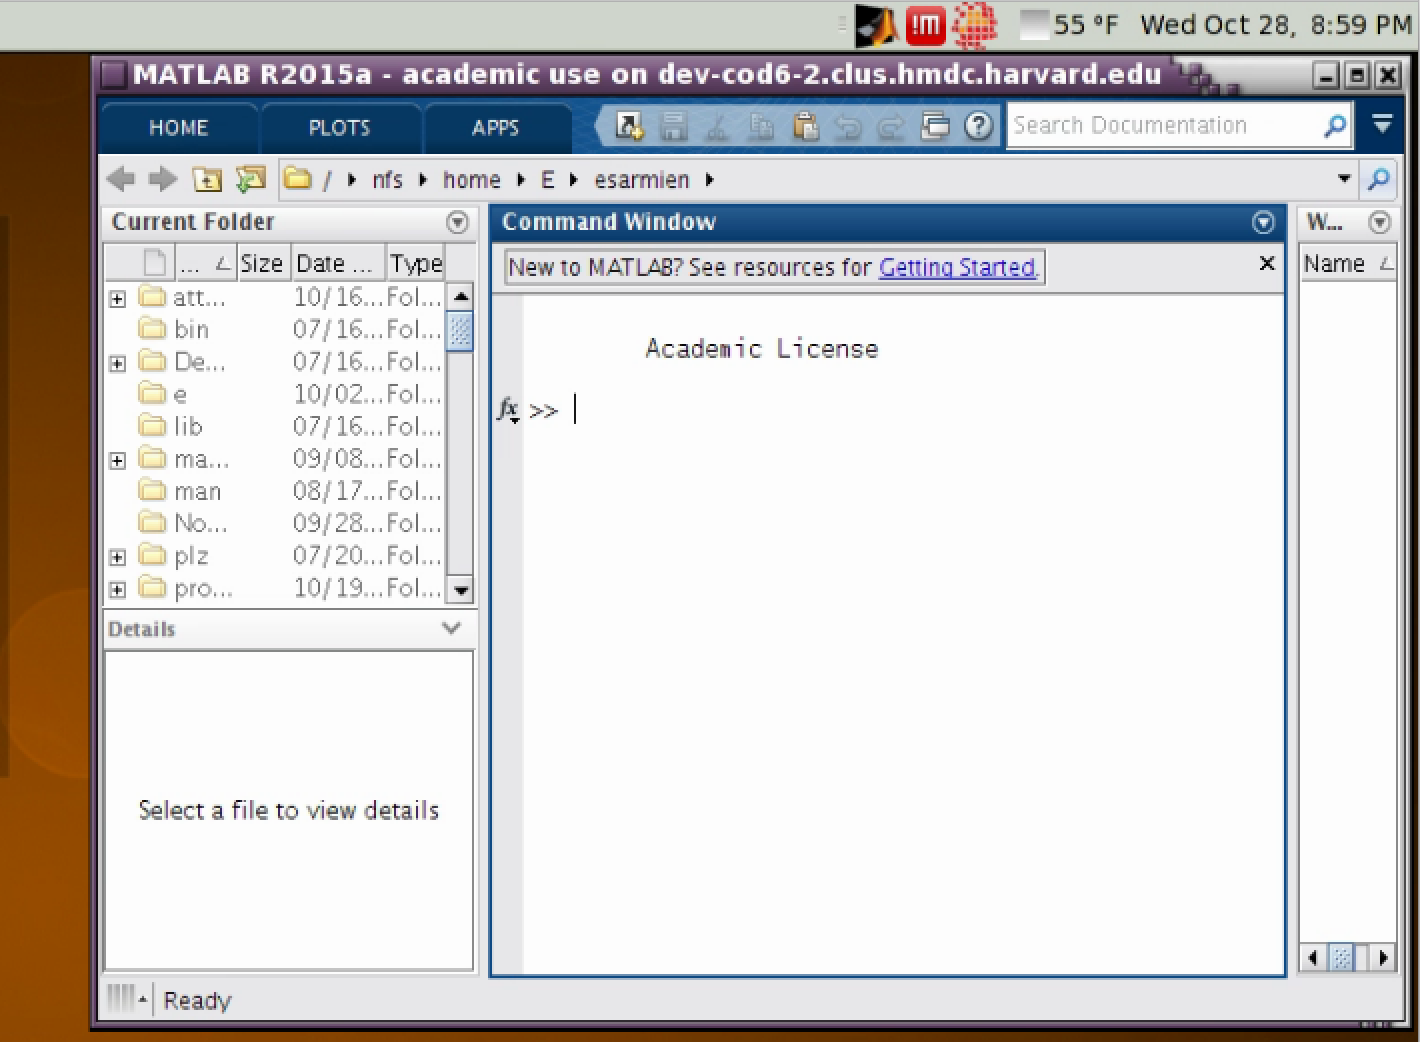 !m 55 °F Wed Oct 28, 8:59 PM
MATLAB R2015a - academic use on dev-cod6-2.clus.hmdc.harvard.edu
HOME PLOTS APPS Search Documentation
/ nfs home E esarmien
Current Folder
... Size Date ... Type
att... 10/16... Fol...
bin 07/16... Fol...
De... 07/16... Fol...
e 10/02... Fol...
lib 07/16... Fol...
ma... 09/08... Fol...
man 08/17... Fol...
No... 09/28... Fol...
plz 07/20... Fol...
pro... 10/19... Fol...
Details
Select a file to view details
Command Window
New to MATLAB? See resources for Getting Started.
Academic License
fx >>
W...
Name
Ready